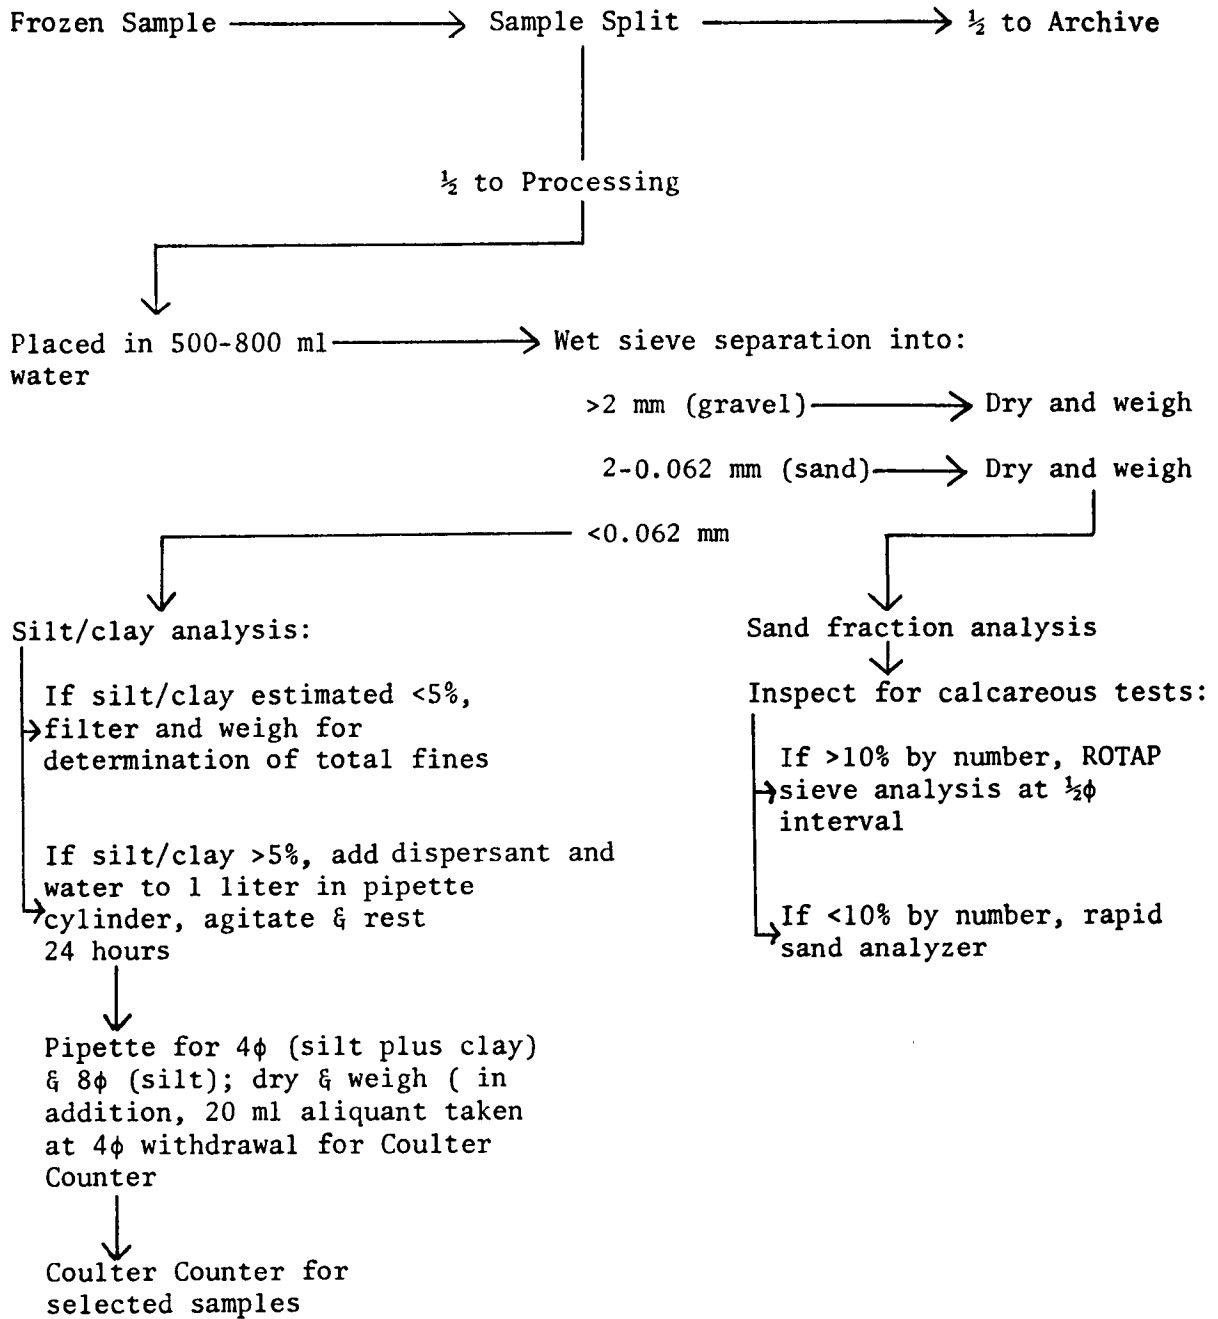 Frozen Sample
Sample Split
½ to Archive
½ to Processing
Placed in 500-800 ml
water
Wet sieve separation into:
>2 mm (gravel)
Dry and weigh
2-0.062 mm (sand)
Dry and weigh
<0.062 mm
Silt/clay analysis:
If silt/clay estimated <5%,
filter and weigh for
determination of total fines
If silt/clay >5%, add dispersant and
water to 1 liter in pipette
cylinder, agitate & rest
24 hours
Pipette for 4ϕ (silt plus clay)
& 8ϕ (silt); dry & weigh ( in
addition, 20 ml aliquant taken
at 4ϕ withdrawal for Coulter
Counter
Coulter Counter for
selected samples
Sand fraction analysis
Inspect for calcareous tests:
If >10% by number, ROTAP
sieve analysis at ½ϕ
interval
If <10% by number, rapid
sand analyzer